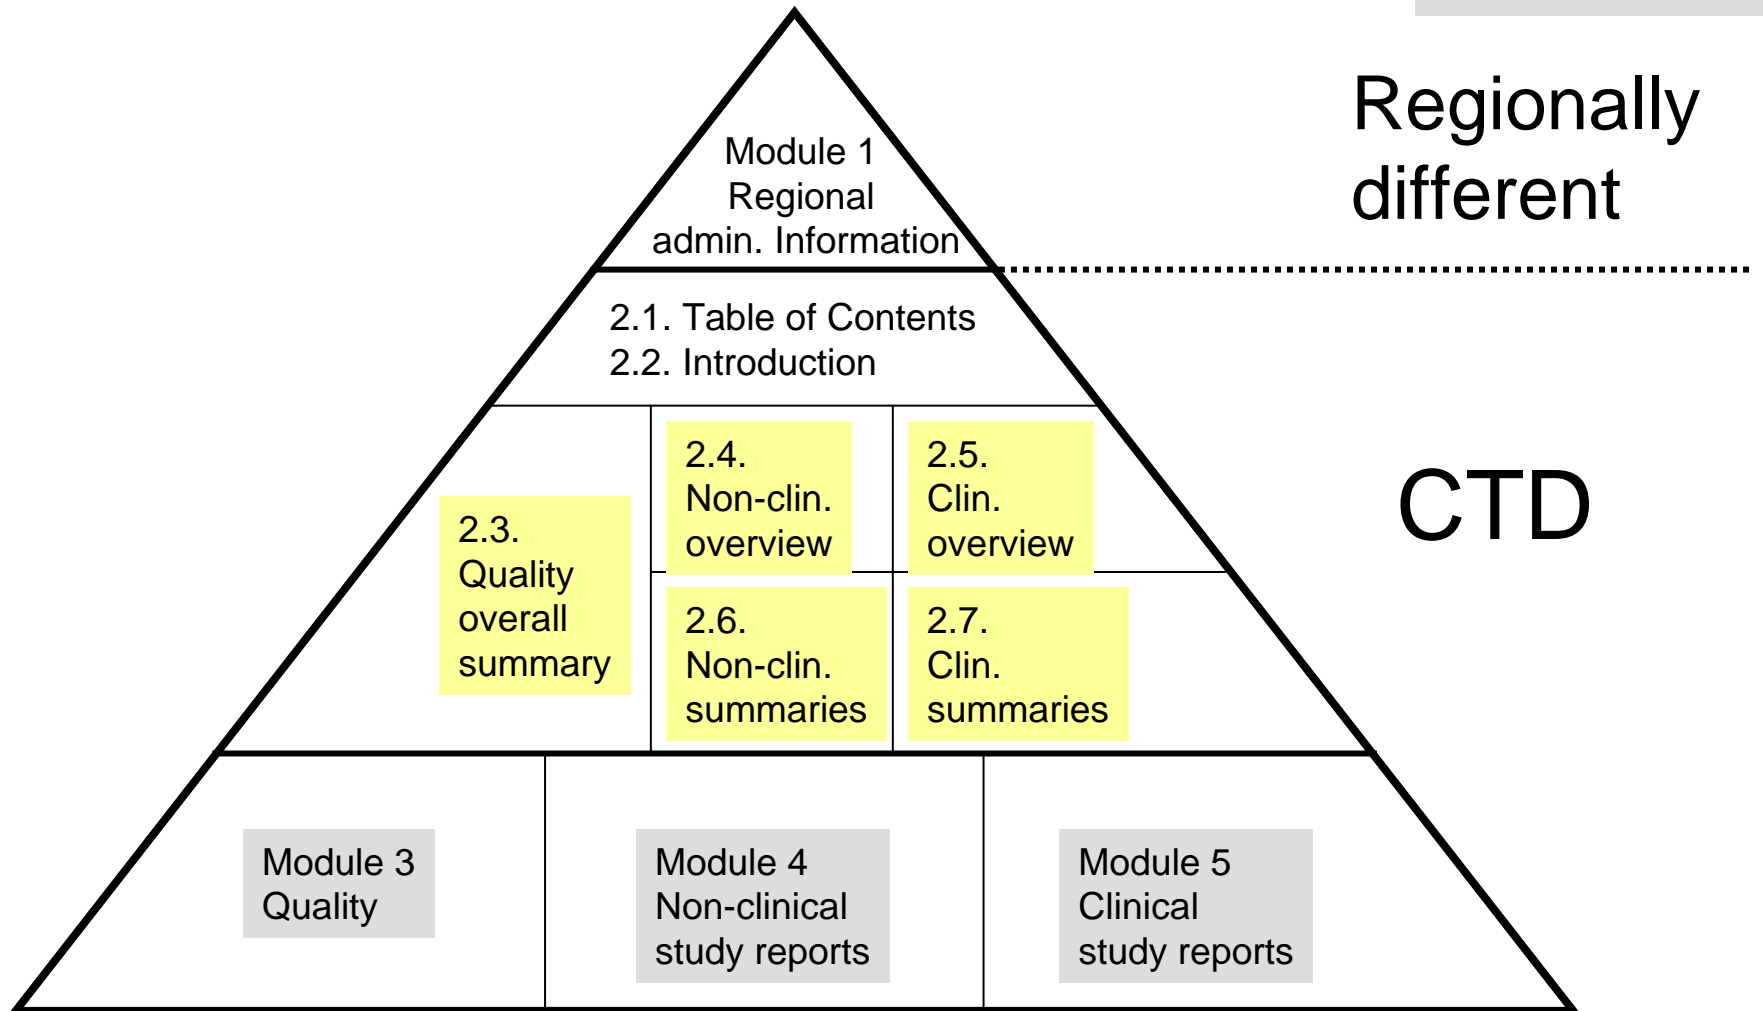 Regionally
different
Module 1
Regional
admin. Information
2.1. Table of Contents
2.2. Introduction
CTD
2.3.
Quality
overall
summary
2.4.
Non-clin.
overview
2.5.
Clin.
overview
2.6.
Non-clin.
summaries
2.7.
Clin.
summaries
Module 3
Quality
Module 4
Non-clinical
study reports
Module 5
Clinical
study reports